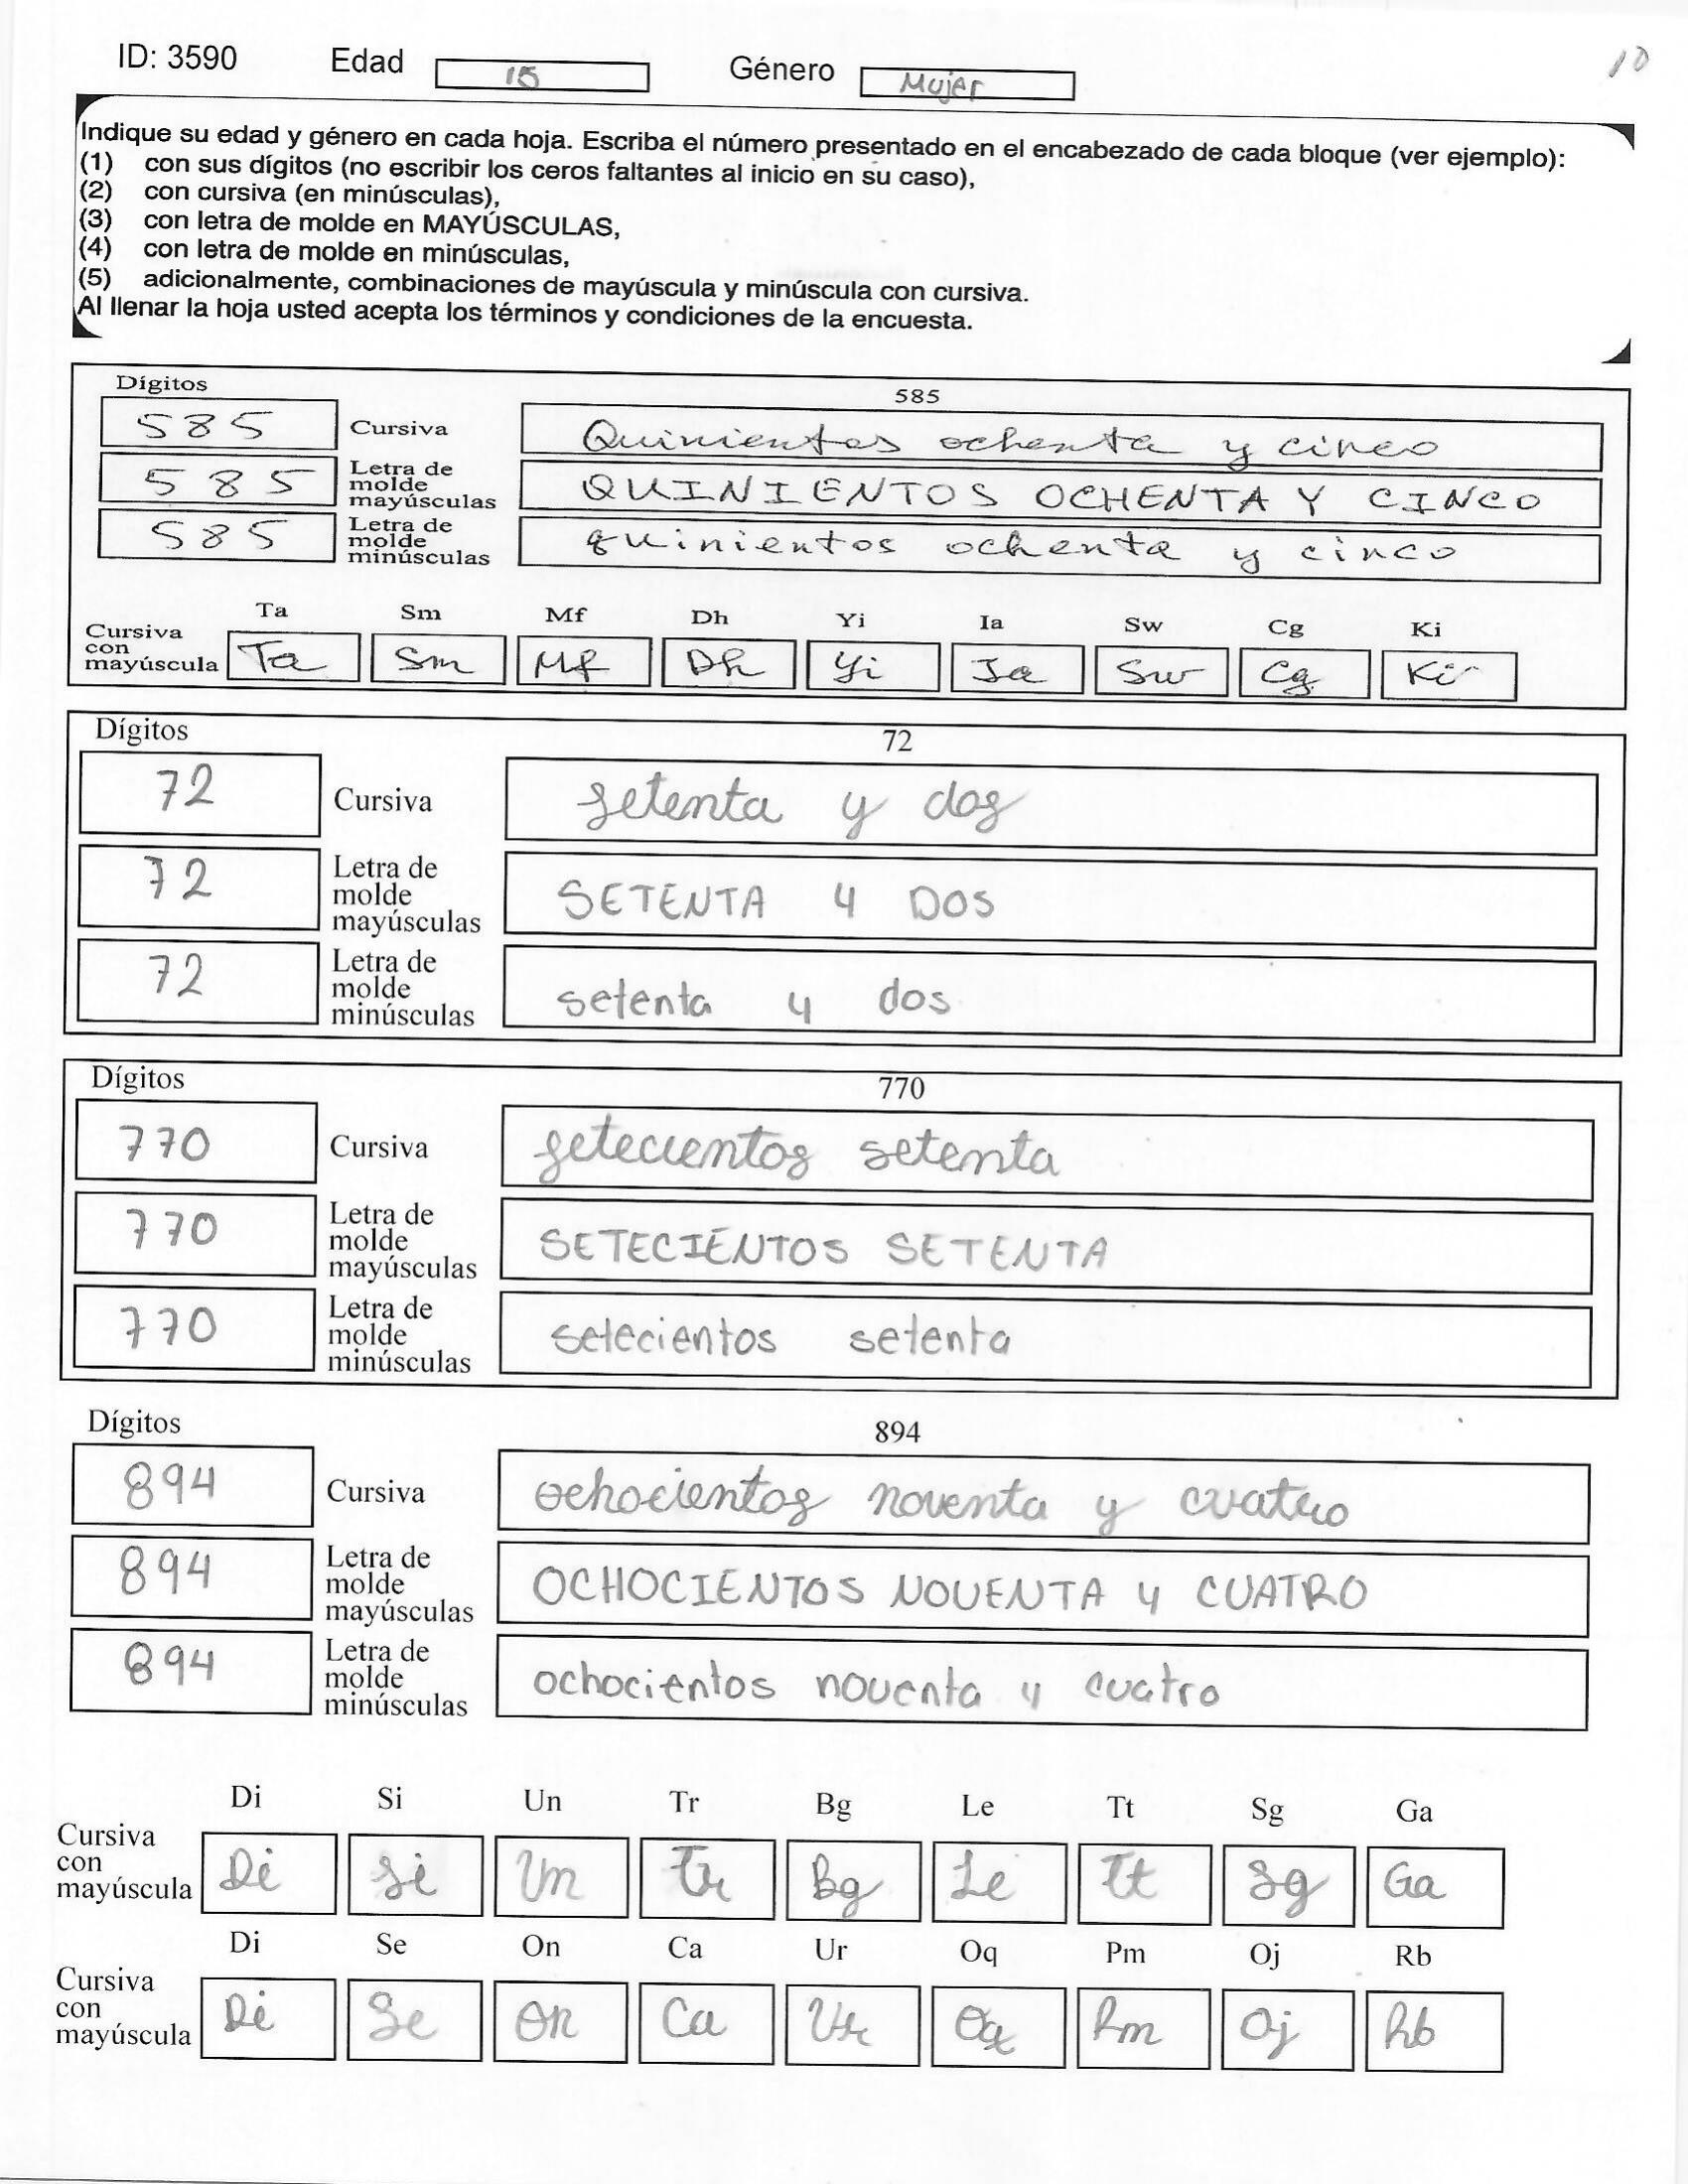 ID: 3590 Edad 15 Género Mujer 10
Indique su edad y género en cada hoja. Escriba el número presentado en el encabezado de cada bloque (ver ejemplo):
(1) con sus dígitos (no escribir los ceros faltantes al inicio en su caso),
(2) con cursiva (en minúsculas),
(3) con letra de molde en MAYÚSCULAS,
(4) con letra de molde en minúsculas,
(5) adicionalmente, combinaciones de mayúscula y minúscula con cursiva.
Al llenar la hoja usted acepta los términos y condiciones de la encuesta.
Dígitos 585
585 Cursiva Quinientos ochenta y cinco
585 Letra de molde mayúsculas QUINIENTOS OCHENTA Y CINCO
585 Letra de molde minúsculas quinientos ochenta y cinco
Ta Sm Mf Dh Yi Ia Sw Cg Ki
Cursiva con mayúscula Ta Sm Mf Dh Yi Ia Sw Cg Ki
Dígitos 72
72 Cursiva setenta y dos
72 Letra de molde mayúsculas SETENTA Y DOS
72 Letra de molde minúsculas setenta y dos
Dígitos 770
770 Cursiva setecientos setenta
770 Letra de molde mayúsculas SETECIENTOS SETENTA
770 Letra de molde minúsculas setecientos setenta
Dígitos 894
894 Cursiva ochocientos noventa y cuatro
894 Letra de molde mayúsculas OCHOCIENTOS NOVENTA Y CUATRO
894 Letra de molde minúsculas ochocientos noventa y cuatro
Di Si Un Tr Bg Le Tt Sg Ga
Cursiva con mayúscula Di Si Un Tr Bg Le Tt Sg Ga
Di Se On Ca Ur Oq Pm Oj Rb
Cursiva con mayúscula Di Se On Ca Ur Oq Pm Oj Rb